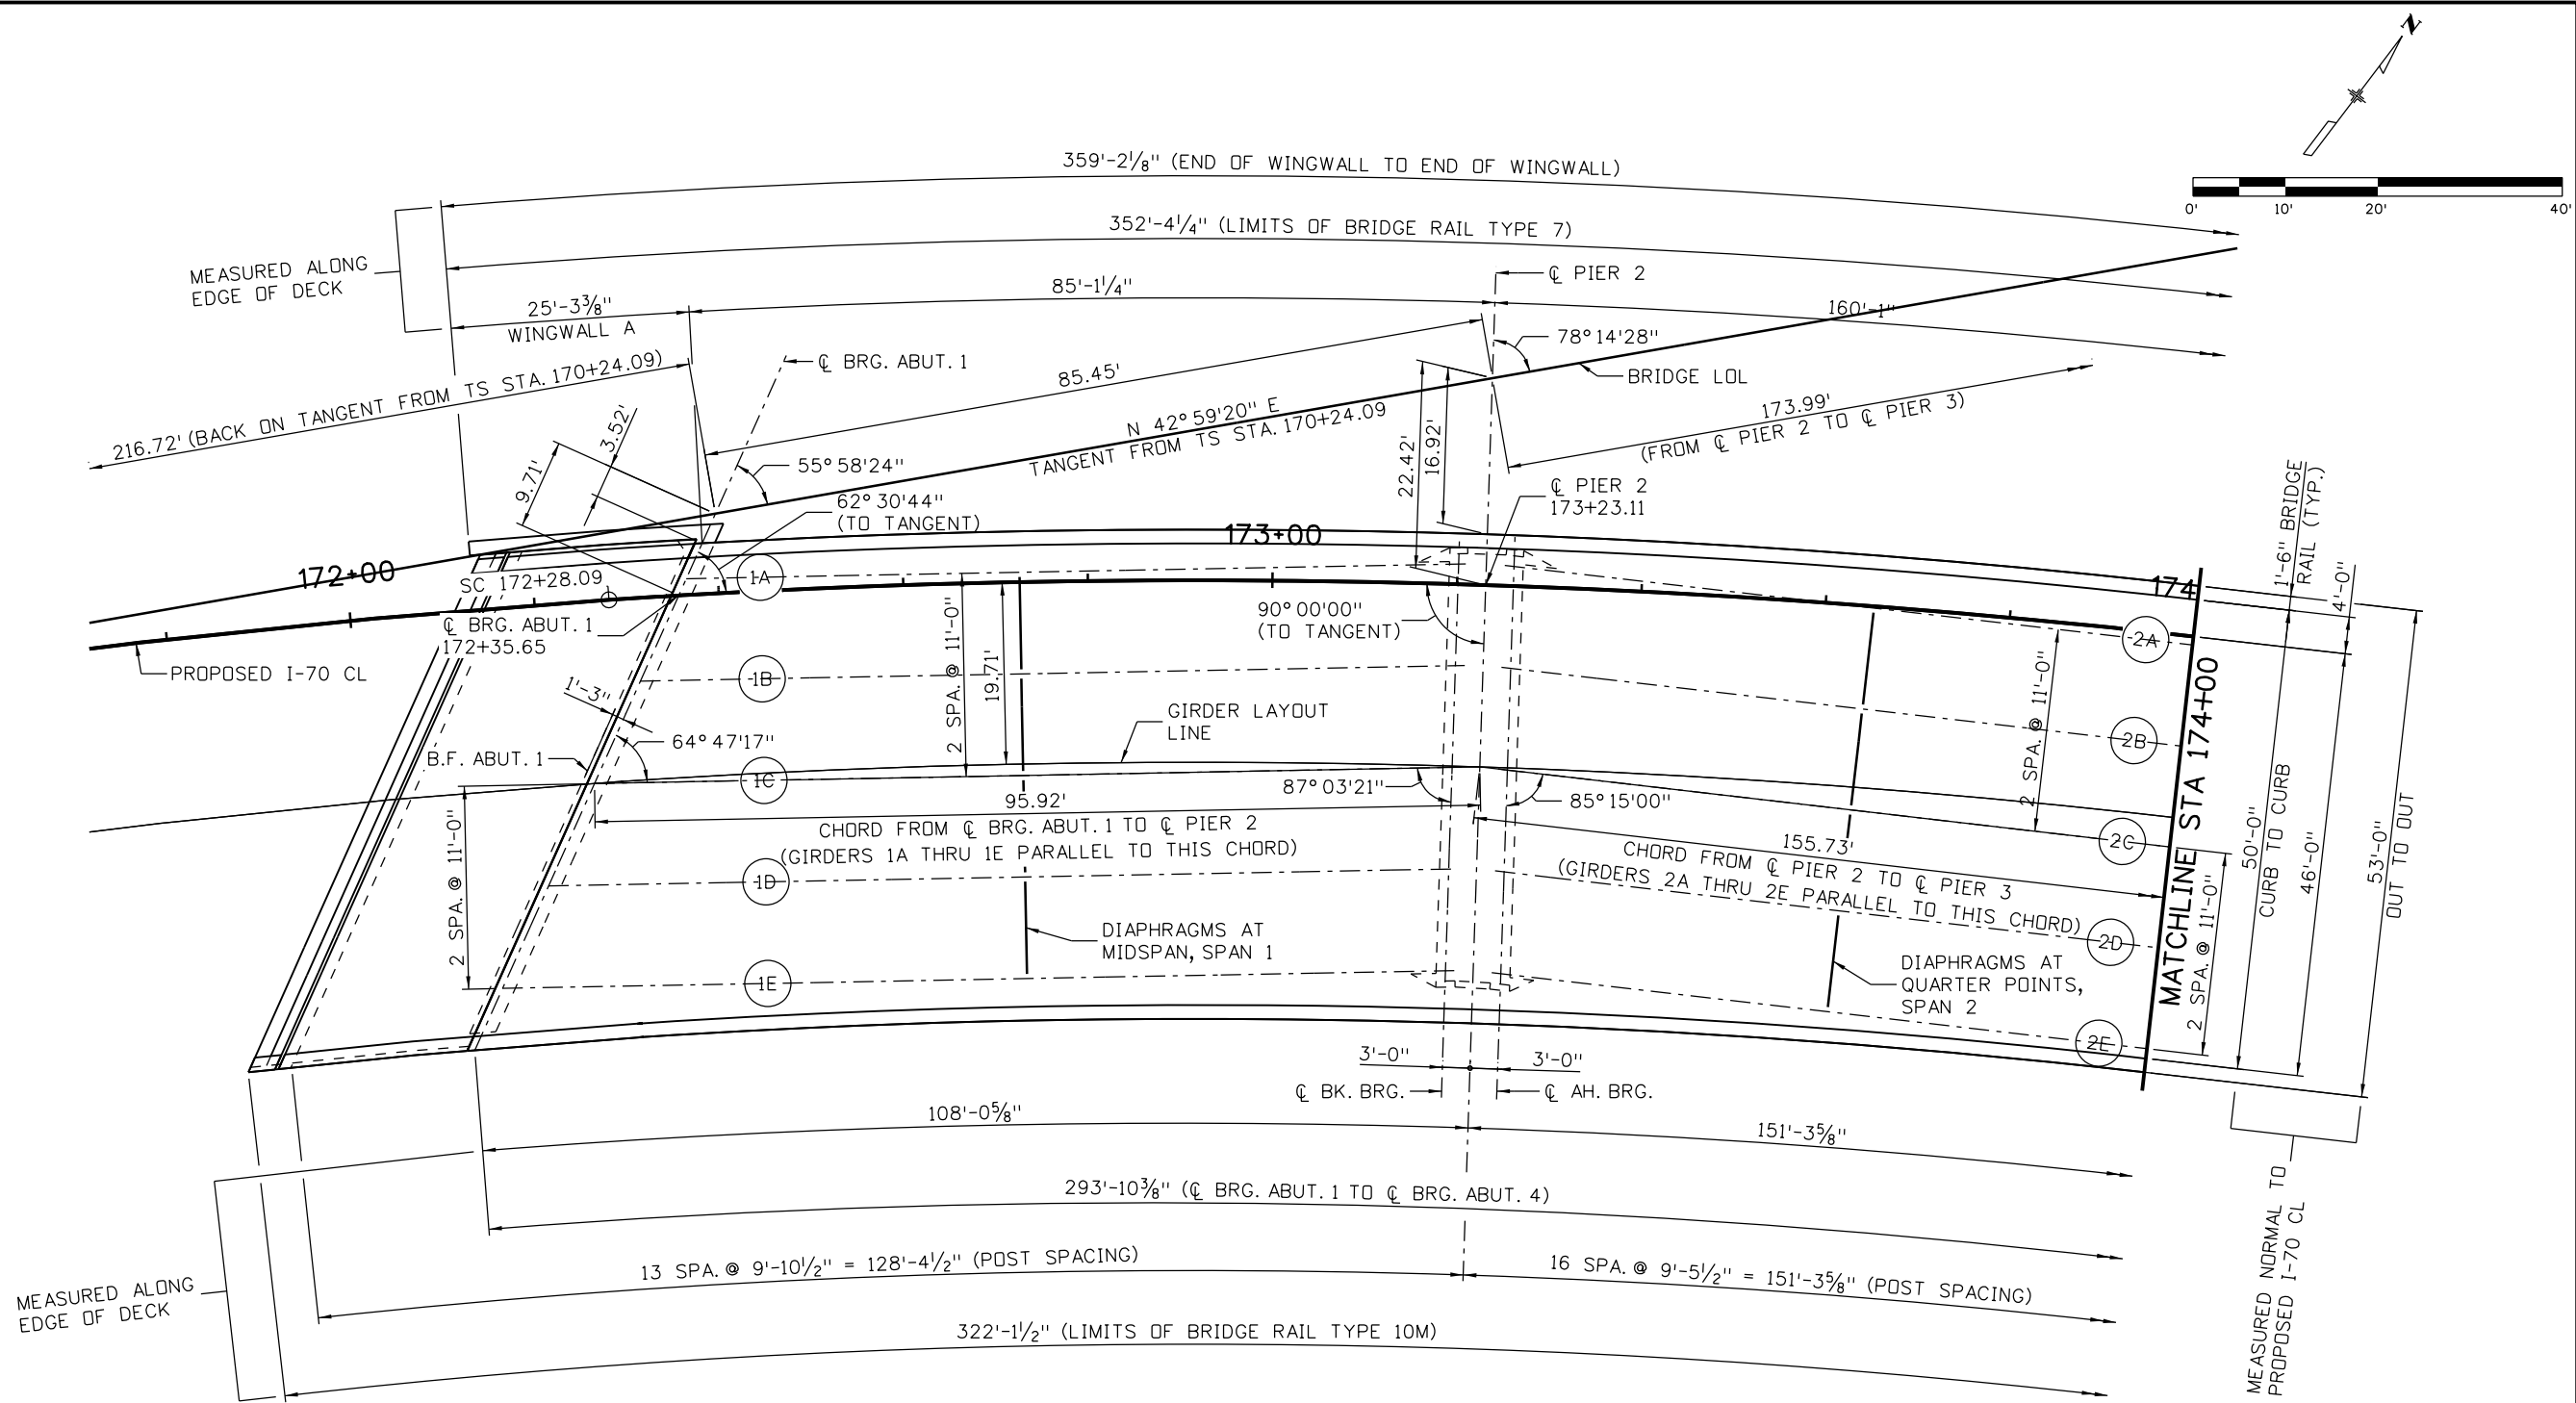 N
0' 10' 20' 40'
359'-2⅛" (END OF WINGWALL TO END OF WINGWALL)
352'-4¼" (LIMITS OF BRIDGE RAIL TYPE 7)
MEASURED ALONG
EDGE OF DECK
25'-3⅜"
WINGWALL A
85'-1¼"
℄ PIER 2
160'-1"
78°14'28"
BRIDGE LOL
℄ BRG. ABUT. 1
85.45'
216.72' (BACK ON TANGENT FROM TS STA. 170+24.09)
N 42°59'20" E
TANGENT FROM TS STA. 170+24.09
173.99'
(FROM ℄ PIER 2 TO ℄ PIER 3)
9.71'
3.52'
55°58'24"
62°30'44"
(TO TANGENT)
22.42'
16.92'
℄ PIER 2
173+23.11
1'-6" BRIDGE
RAIL (TYP.)
4'-0"
172+00
173+00
174
SC 172+28.09
℄ BRG. ABUT. 1
172+35.65
PROPOSED I-70 CL
1A
1B
1C
1D
1E
2A
2B
2C
2D
2E
90°00'00"
(TO TANGENT)
2 SPA. @ 11'-0"
19.71'
1'-3"
64°47'17"
B.F. ABUT. 1
GIRDER LAYOUT
LINE
2 SPA. @ 11'-0"
95.92'
CHORD FROM ℄ BRG. ABUT. 1 TO ℄ PIER 2
(GIRDERS 1A THRU 1E PARALLEL TO THIS CHORD)
87°03'21"
85°15'00"
155.73'
CHORD FROM ℄ PIER 2 TO ℄ PIER 3
(GIRDERS 2A THRU 2E PARALLEL TO THIS CHORD)
2 SPA. @ 11'-0"
2 SPA. @ 11'-0"
MATCHLINE STA 174+00
50'-0"
CURB TO CURB
46'-0"
53'-0"
OUT TO OUT
DIAPHRAGMS AT
MIDSPAN, SPAN 1
DIAPHRAGMS AT
QUARTER POINTS,
SPAN 2
3'-0"
3'-0"
℄ BK. BRG.
℄ AH. BRG.
108'-0⅝"
151'-3⅝"
293'-10⅜" (℄ BRG. ABUT. 1 TO ℄ BRG. ABUT. 4)
13 SPA. @ 9'-10½" = 128'-4½" (POST SPACING)
16 SPA. @ 9'-5½" = 151'-3⅝" (POST SPACING)
MEASURED ALONG
EDGE OF DECK
322'-1½" (LIMITS OF BRIDGE RAIL TYPE 10M)
MEASURED NORMAL TO
PROPOSED I-70 CL